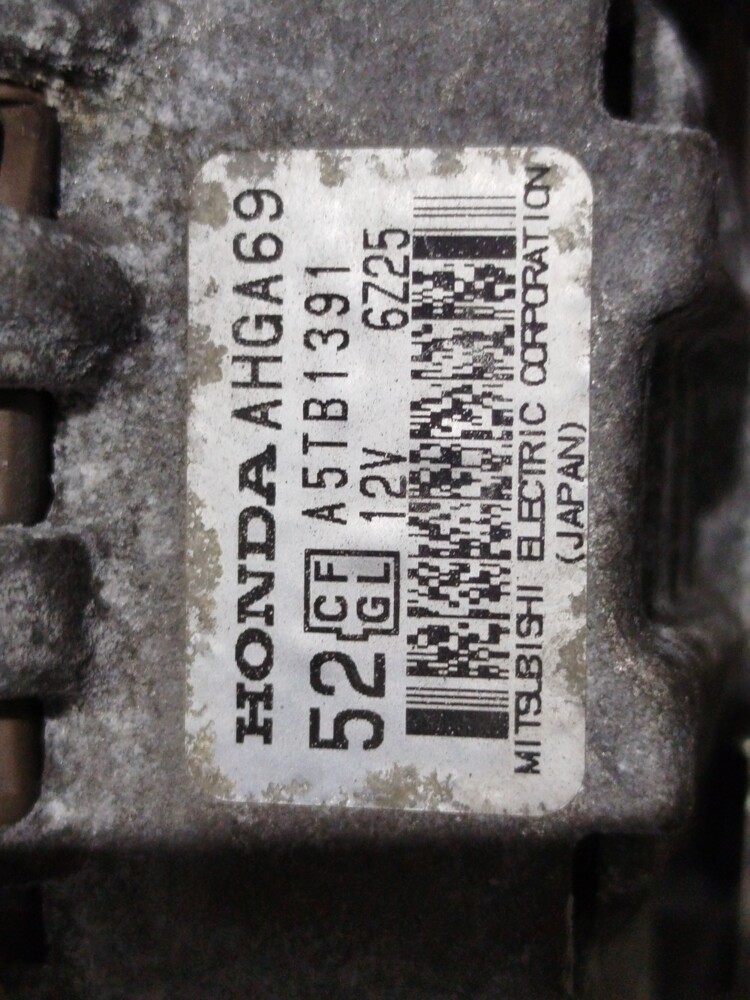 HONDA AHGA69
52 CF GL A5TB1391
12V 6Z25
MITSUBISHI ELECTRIC CORPORATION
(JAPAN)